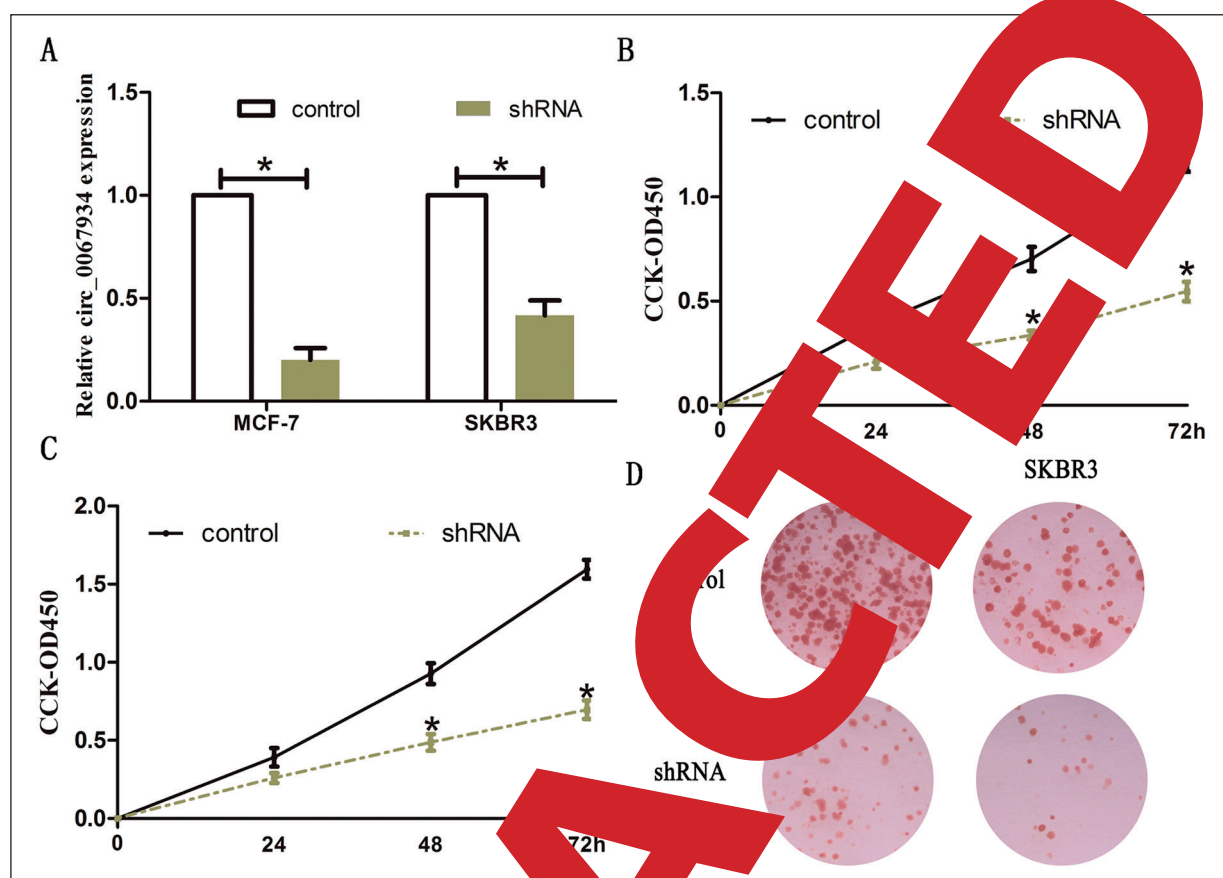 A
Relative circ_0067934 expression
1.5
1.0
0.5
0.0
control
shRNA
*
*
MCF-7
SKBR3
B
CCK-OD450
1.5
1.0
0.5
0.0
control
shRNA
*
*
0
24
48
72h
C
CCK-OD450
2.0
1.5
1.0
0.5
0.0
control
shRNA
*
*
0
24
48
72h
D
SKBR3
shRNA
ACTED